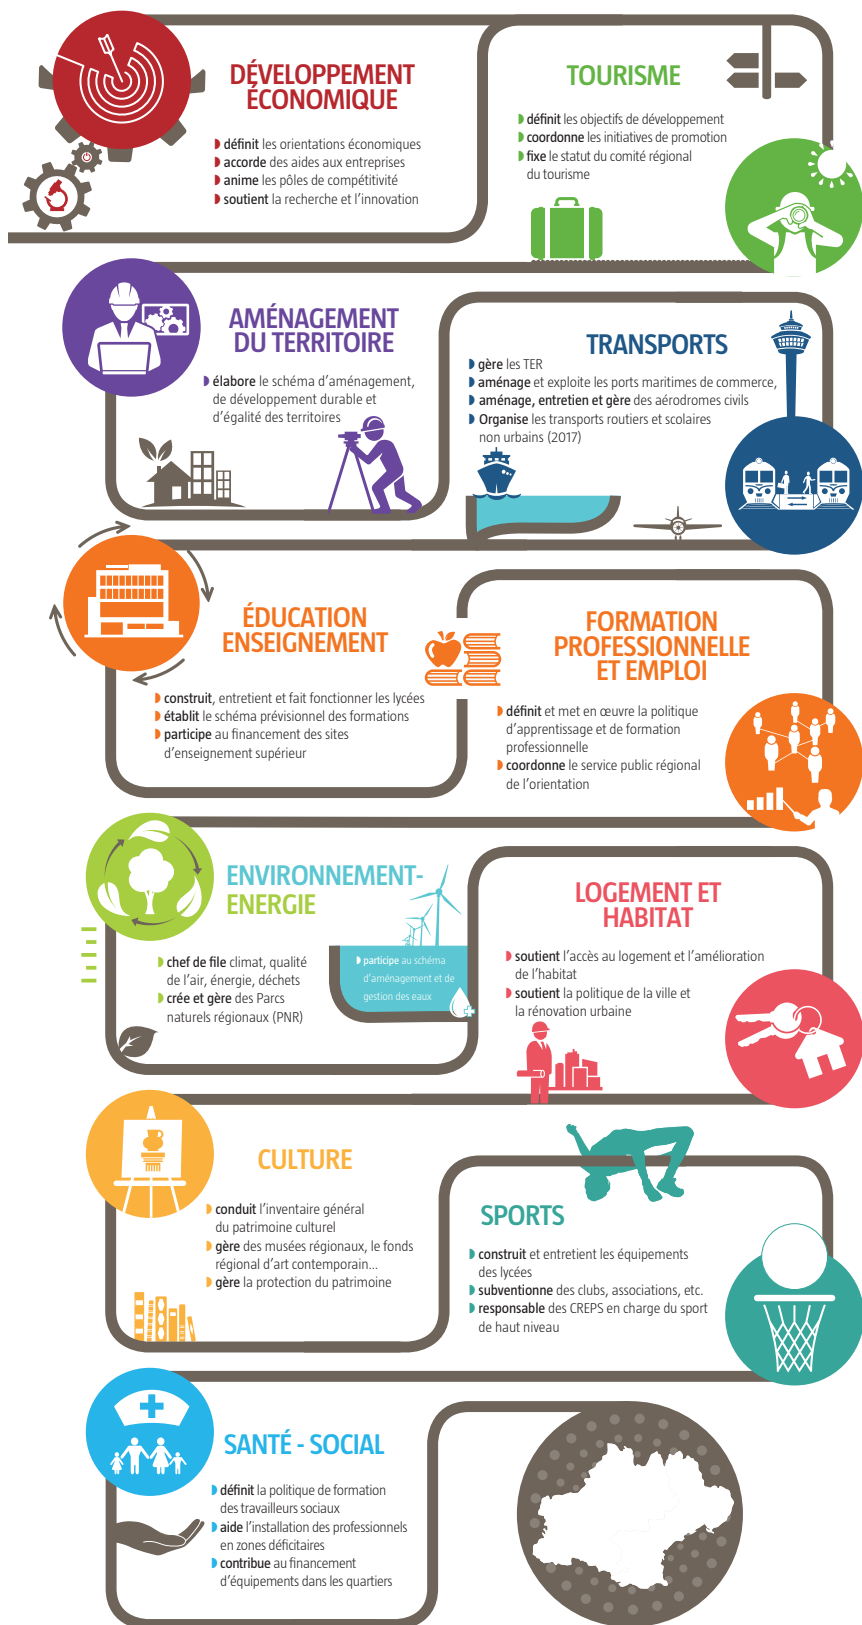 DÉVELOPPEMENT
ÉCONOMIQUE
définit les orientations économiques
accorde des aides aux entreprises
anime les pôles de compétitivité
soutient la recherche et l'innovation
TOURISME
définit les objectifs de développement
coordonne les initiatives de promotion
fixe le statut du comité régional
du tourisme
AMÉNAGEMENT
DU TERRITOIRE
élabore le schéma d'aménagement,
de développement durable et
d'égalité des territoires
TRANSPORTS
gère les TER
aménage et exploite les ports maritimes de commerce,
aménage, entretien et gère des aérodromes civils
Organise les transports routiers et scolaires
non urbains (2017)
ÉDUCATION
ENSEIGNEMENT
construit, entretient et fait fonctionner les lycées
établit le schéma prévisionnel des formations
participe au financement des sites
d'enseignement supérieur
FORMATION
PROFESSIONNELLE
ET EMPLOI
définit et met en œuvre la politique
d'apprentissage et de formation
professionnelle
coordonne le service public régional
de l'orientation
ENVIRONNEMENT-
ENERGIE
chef de file climat, qualité
de l'air, énergie, déchets
crée et gère des Parcs
naturels régionaux (PNR)
participe au schéma
d'aménagement et de
gestion des eaux
LOGEMENT ET
HABITAT
soutient l'accès au logement et l'amélioration
de l'habitat
soutient la politique de la ville et
la rénovation urbaine
CULTURE
conduit l'inventaire général
du patrimoine culturel
gère des musées régionaux, le fonds
régional d'art contemporain...
gère la protection du patrimoine
SPORTS
construit et entretient les équipements
des lycées
subventionne des clubs, associations, etc.
responsable des CREPS en charge du sport
de haut niveau
SANTÉ - SOCIAL
définit la politique de formation
des travailleurs sociaux
aide l'installation des professionnels
en zones déficitaires
contribue au financement
d'équipements dans les quartiers